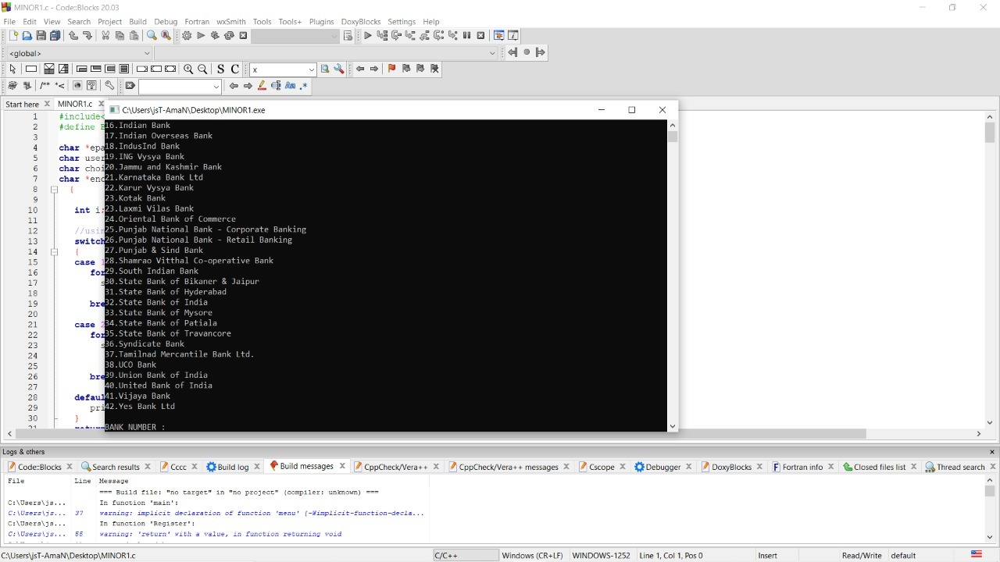 MINOR1.c - Code::Blocks 20.03
File Edit View Search Project Build Debug Fortran wxSmith Tools Tools+ Plugins DoxyBlocks Settings Help
<global>
S C x
/** *<
Aa .*
Start here MINOR1.c
C:\Users\jsT-AmaN\Desktop\MINOR1.exe
1 #include<
2 #define
3
4 char *epa
5 char user
6 char choi
7 char *end
8 {
9
10 int i;
11
12 //usin
13 switch
14 {
15 case 1
16 for
17
18
19 bre
20
21 case 2
22 for
23
24
25
26 bre
27
28 defaul
29 pri
30 }
31 return
16.Indian Bank
17.Indian Overseas Bank
18.IndusInd Bank
19.ING Vysya Bank
20.Jammu and Kashmir Bank
21.Karnataka Bank Ltd
22.Karur Vysya Bank
23.Kotak Bank
23.Laxmi Vilas Bank
24.Oriental Bank of Commerce
25.Punjab National Bank - Corporate Banking
26.Punjab National Bank - Retail Banking
27.Punjab & Sind Bank
28.Shamrao Vitthal Co-operative Bank
29.South Indian Bank
30.State Bank of Bikaner & Jaipur
31.State Bank of Hyderabad
32.State Bank of India
33.State Bank of Mysore
34.State Bank of Patiala
35.State Bank of Travancore
36.Syndicate Bank
37.Tamilnad Mercantile Bank Ltd.
38.UCO Bank
39.Union Bank of India
40.United Bank of India
41.Vijaya Bank
42.Yes Bank Ltd
BANK NUMBER :
Logs & others
Code::Blocks Search results Cccc Build log Build messages CppCheck/Vera++ CppCheck/Vera++ messages Cscope Debugger DoxyBlocks Fortran info Closed files list Thread search
File Line Message
=== Build file: "no target" in "no project" (compiler: unknown) ===
C:\Users\js... In function 'main':
C:\Users\js... 37 warning: implicit declaration of function 'menu' [-Wimplicit-function-decla...
C:\Users\js... In function 'Register':
C:\Users\js... 55 warning: 'return' with a value, in function returning void
C:\Users\jsT-AmaN\Desktop\MINOR1.c C/C++ Windows (CR+LF) WINDOWS-1252 Line 1, Col 1, Pos 0 Insert Read/Write default